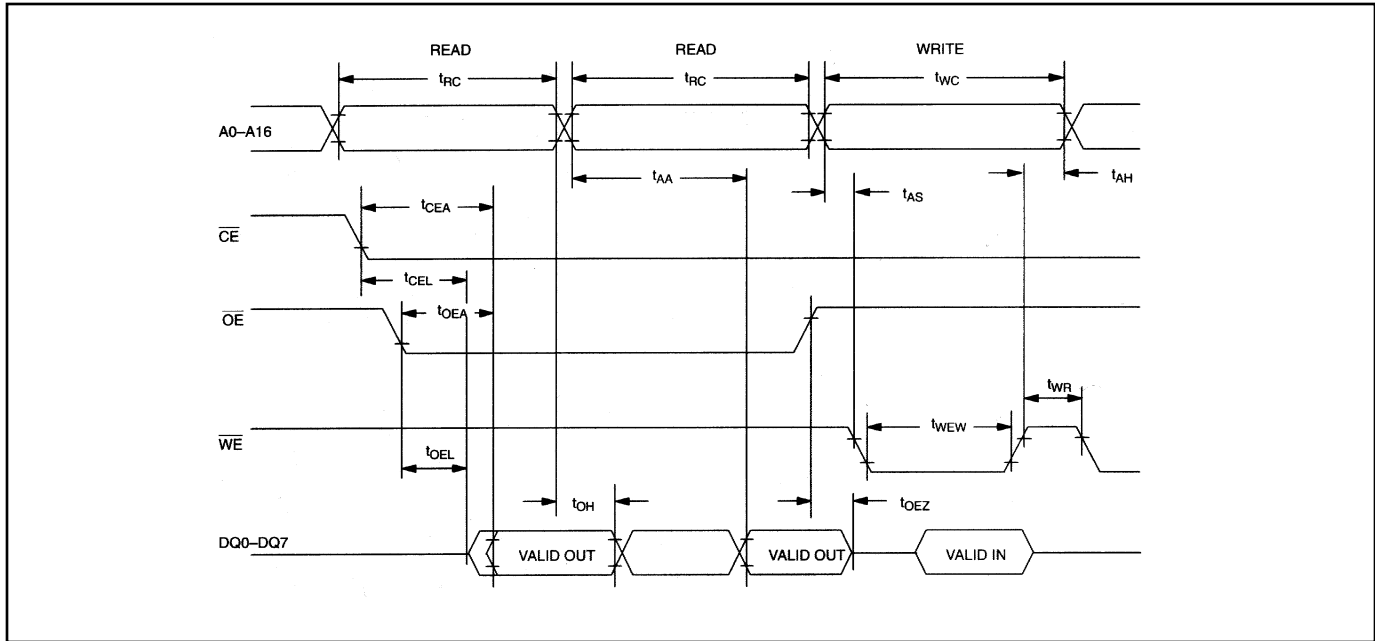 READ READ WRITE
tRC tRC tWC
A0–A16
tAA tAS tAH
tCEA
CE
tCEL
OE
tOEA
tWR
WE
tWEW
tOEL
tOH tOEZ
DQ0–DQ7 VALID OUT VALID OUT VALID IN